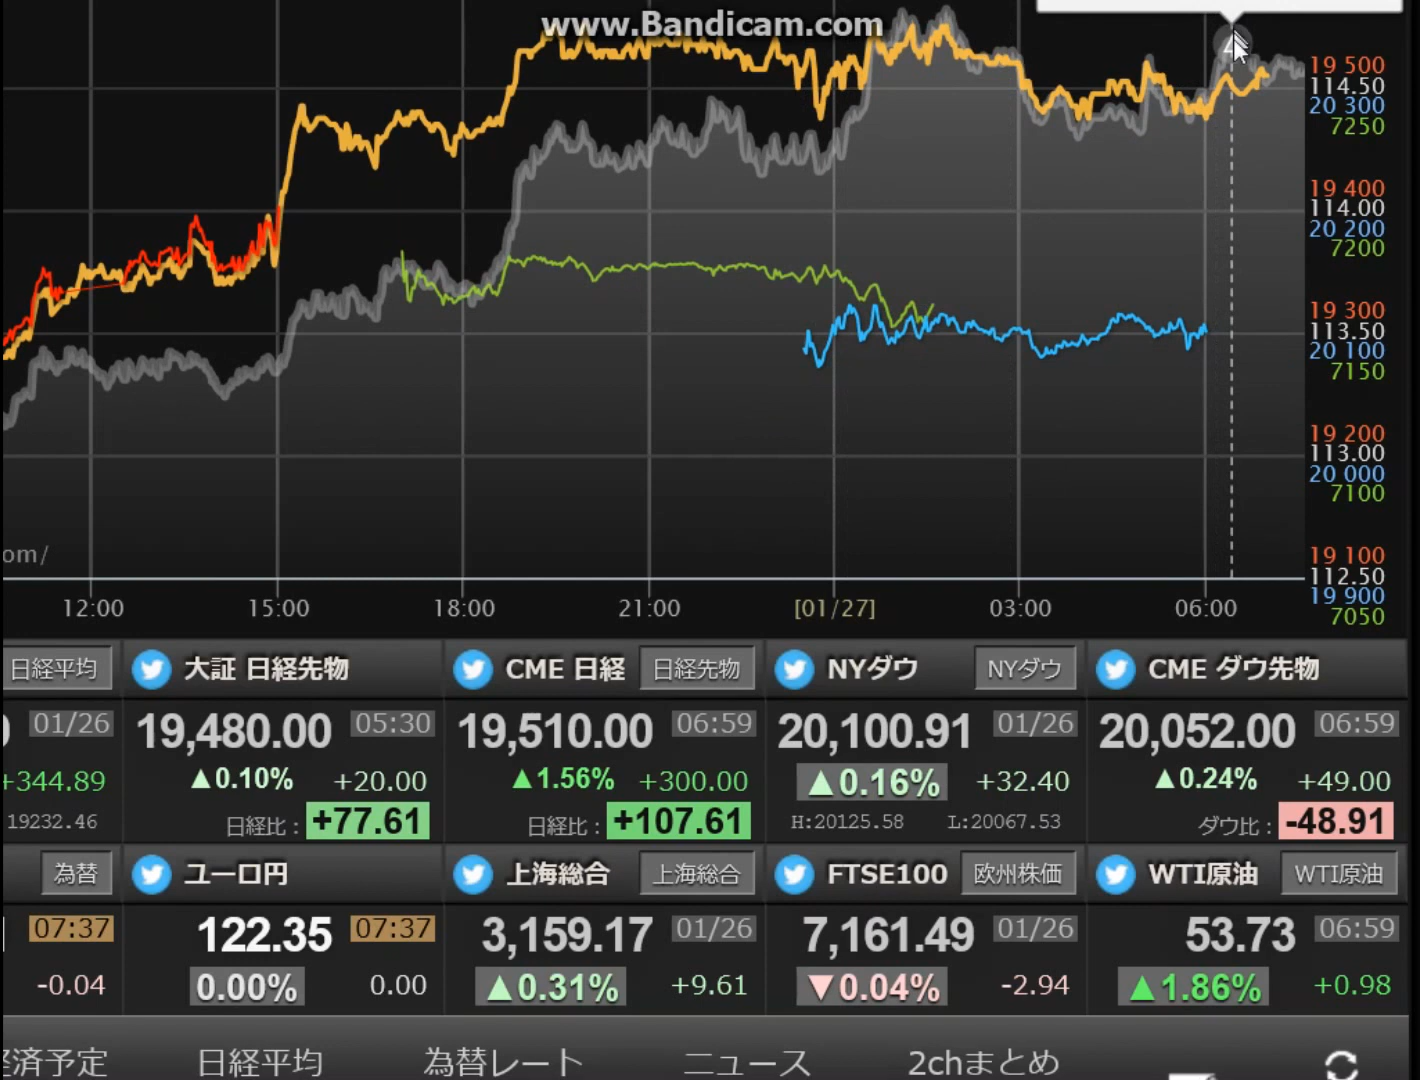 www.Bandicam.com
19 500
114.50
20 300
7250
19 400
114.00
20 200
7200
19 300
113.50
20 100
7150
19 200
113.00
20 000
7100
19 100
112.50
19 900
7050
om/
12:00 15:00 18:00 21:00 [01/27] 03:00 06:00
日経平均 大証 日経先物 CME 日経 日経先物 NYダウ NYダウ CME ダウ先物
01/26 19,480.00 05:30 19,510.00 06:59 20,100.91 01/26 20,052.00 06:59
+344.89 ▲0.10% +20.00 ▲1.56% +300.00 ▲0.16% +32.40 ▲0.24% +49.00
19232.46 日経比： +77.61 日経比： +107.61 H:20125.58 L:20067.53 ダウ比： -48.91
為替 ユーロ円 上海総合 上海総合 FTSE100 欧州株価 WTI原油 WTI原油
07:37 122.35 07:37 3,159.17 01/26 7,161.49 01/26 53.73 06:59
-0.04 0.00% 0.00 ▲0.31% +9.61 ▼0.04% -2.94 ▲1.86% +0.98
済予定 日経平均 為替レート ニュース 2chまとめ